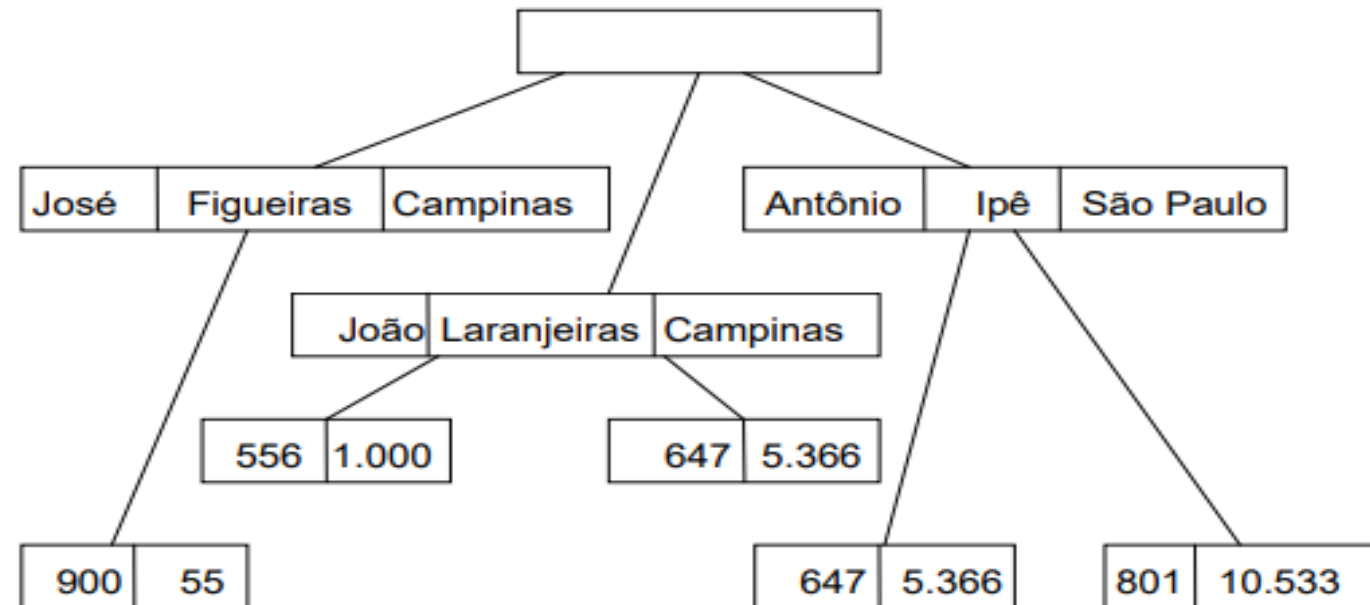 José Figueiras Campinas
Antônio Ipê São Paulo
João Laranjeiras Campinas
556 1.000
647 5.366
900 55
647 5.366
801 10.533